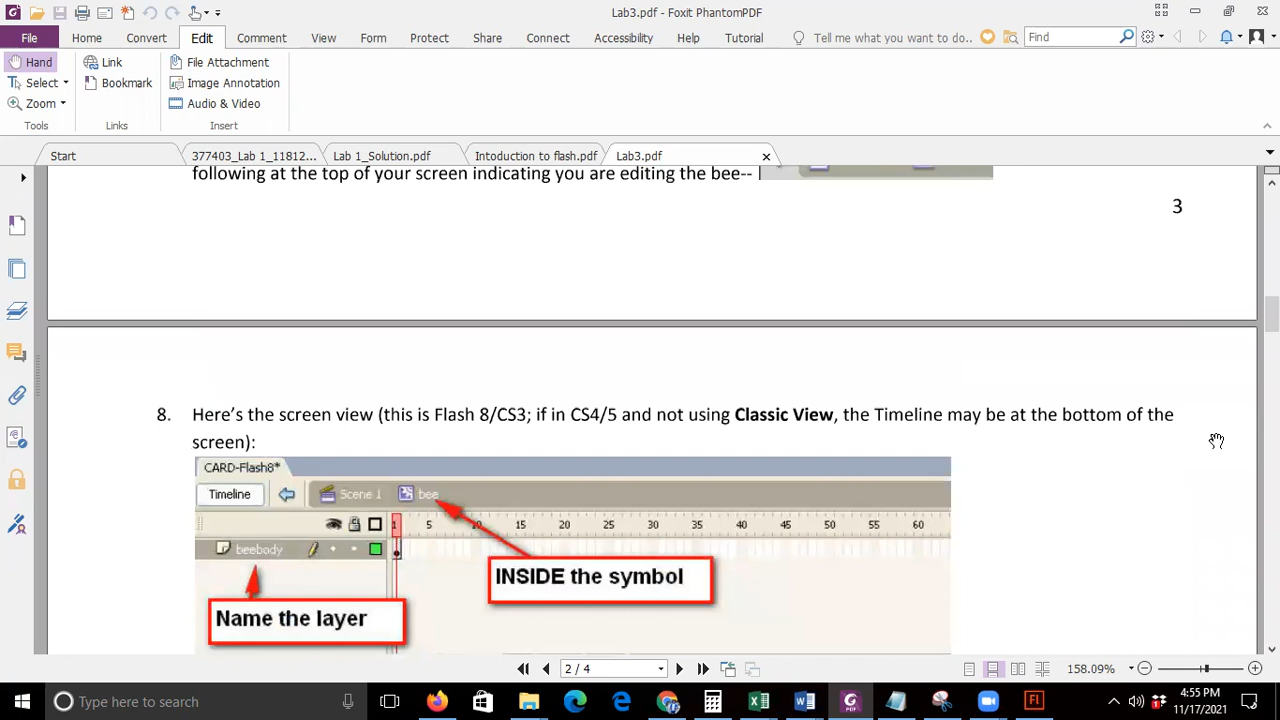 Lab3.pdf - Foxit PhantomPDF
File Home Convert Edit Comment View Form Protect Share Connect Accessibility Help Tutorial Tell me what you want to do.. Find
Hand Link File Attachment
Select Bookmark Image Annotation
Zoom Audio & Video
Tools Links Insert
Start 377403_Lab 1_11812... Lab 1_Solution.pdf Intoduction to flash.pdf Lab3.pdf
following at the top of your screen indicating you are editing the bee--
3
8. Here's the screen view (this is Flash 8/CS3; if in CS4/5 and not using Classic View, the Timeline may be at the bottom of the
screen):
CARD-Flash8*
Timeline Scene 1 bee
1 5 10 15 20 25 30 35 40 45 50 55 60
beebody
INSIDE the symbol
Name the layer
2 / 4 158.09%
Type here to search
4:55 PM
11/17/2021